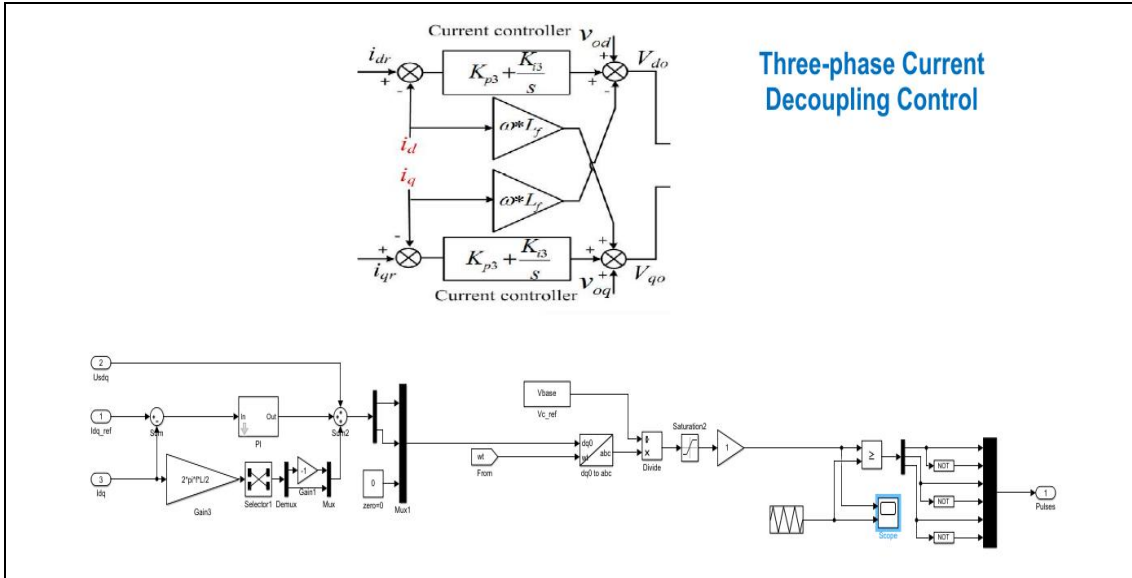 Current controller
v_od
i_dr
+
-
K_p3 + K_i3/s
+
+
-
V_do
Three-phase Current
Decoupling Control
ω*L_f
i_d
i_q
ω*L_f
-
+
i_qr
K_p3 + K_i3/s
+
+
+
V_qo
Current controller
v_oq
2
Usdq
1
Idq_ref
Sum
In
Out
PI
Sum2
3
Idq
2*pi*f*L/2
Gain3
Selector1
Demux
-1
Gain1
Mux
0
zero=0
Mux1
Vbase
Vc_ref
wt
From
dq0
wt
abc
dq0 to abc
÷
×
Divide
Saturation2
1
≥
Scope
NOT
NOT
NOT
1
Pulses